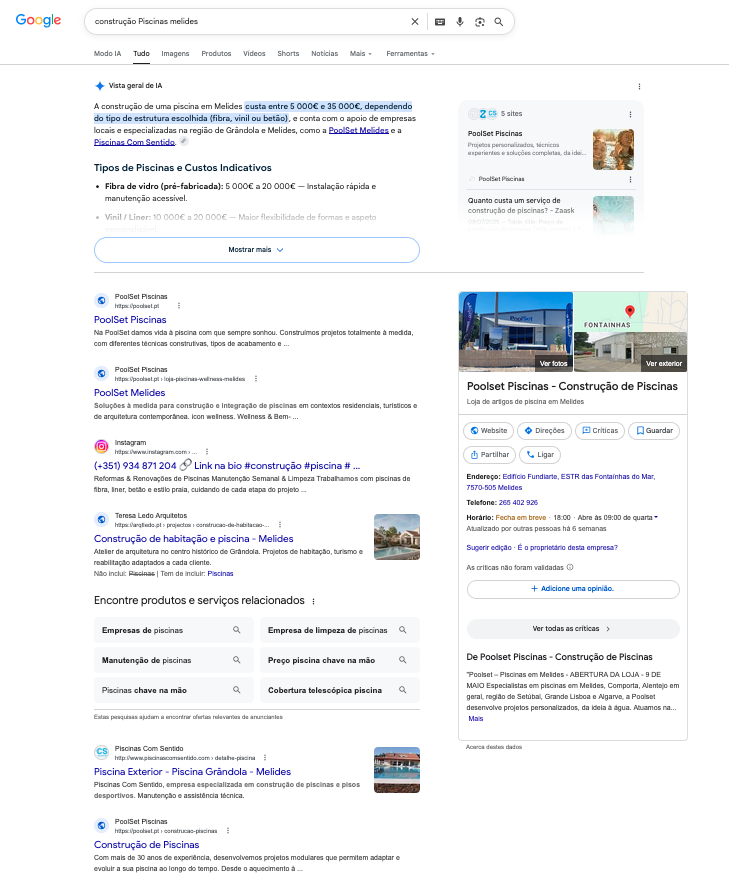 Google
construção Piscinas melides
Modo IA Tudo Imagens Produtos Vídeos Shorts Notícias Mais Ferramentas
Vista geral de IA
A construção de uma piscina em Melides custa entre 5 000€ e 35 000€, dependendo
do tipo de estrutura escolhida (fibra, vinil ou betão), e conta com o apoio de empresas
locais e especializadas na região de Grândola e Melides, como a PoolSet Melides e a
Piscinas Com Sentido.
Tipos de Piscinas e Custos Indicativos
• Fibra de vidro (pré-fabricada): 5 000€ a 20 000€ — Instalação rápida e
manutenção acessível.
• Vinil / Liner: 10 000€ a 20 000€ — Maior flexibilidade de formas e aspeto
Mostrar mais
5 sites
PoolSet Piscinas
Projetos personalizados, técnicos
experientes e soluções completas, da idei...
PoolSet Piscinas
Quanto custa um serviço de
construção de piscinas? - Zaask
PoolSet Piscinas
https://poolset.pt
PoolSet Piscinas
Na PoolSet damos vida à piscina com que sempre sonhou. Construímos projetos totalmente à medida,
com diferentes técnicas construtivas, tipos de acabamento e ...
PoolSet Piscinas
https://poolset.pt › loja-piscinas-wellness-melides
PoolSet Melides
Soluções à medida para construção e integração de piscinas em contextos residenciais, turísticos e
de arquitetura contemporânea. icon wellness. Wellness & Bem- ...
Instagram
https://www.instagram.com › ...
(+351) 934 871 204 🔗 Link na bio #construção #piscina # ...
Reformas & Renovações de Piscinas Manutenção Semanal & Limpeza Trabalhamos com piscinas de
fibra, liner, betão e estilo praia, cuidando de cada etapa do projeto ...
Teresa Ledo Arquitetos
https://arqtledo.pt › projetos › construcao-de-habitacao-...
Construção de habitação e piscina - Melides
Atelier de arquitetura no centro histórico de Grândola. Projetos de habitação, turismo e
reabilitação adaptados a cada cliente.
Não inclui: Piscinas | Tem de incluir: Piscinas
Encontre produtos e serviços relacionados
Empresas de piscinas
Empresa de limpeza de piscinas
Manutenção de piscinas
Preço piscina chave na mão
Piscinas chave na mão
Cobertura telescópica piscina
Estas pesquisas ajudam a encontrar ofertas relevantes de anunciantes
CS
Piscinas Com Sentido
http://www.piscinascomsentido.com › detalhe-piscina
Piscina Exterior - Piscina Grândola - Melides
Piscinas Com Sentido, empresa especializada em construção de piscinas e pisos
desportivos. Manutenção e assistência técnica.
PoolSet Piscinas
https://poolset.pt › construcao-piscinas
Construção de Piscinas
Com mais de 30 anos de experiência, desenvolvemos projetos modulares que permitem adaptar e
evoluir a sua piscina ao longo do tempo. Desde o aquecimento à ...
PoolSet
FONTAINHAS
Ver fotos
Ver exterior
Poolset Piscinas - Construção de Piscinas
Loja de artigos de piscina em Melides
Website Direções Críticas Guardar
Partilhar Ligar
Endereço: Edifício Fundiarte, ESTR das Fontaínhas do Mar,
7570-505 Melides
Telefone: 265 402 926
Horário: Fecha em breve · 18:00 · Abre às 09:00 de quarta
Atualizado por outras pessoas há 6 semanas
Sugerir edição · É o proprietário desta empresa?
As críticas não foram validadas
Adicione uma opinião.
Ver todas as críticas
De Poolset Piscinas - Construção de Piscinas
"Poolset – Piscinas em Melides - ABERTURA DA LOJA - 9 DE
MAIO Especialistas em piscinas em Melides, Comporta, Alentejo em
geral, região de Setúbal, Grande Lisboa e Algarve, a Poolset
desenvolve projetos personalizados, da ideia à água. Atuamos na...
Mais
Acerca destes dados